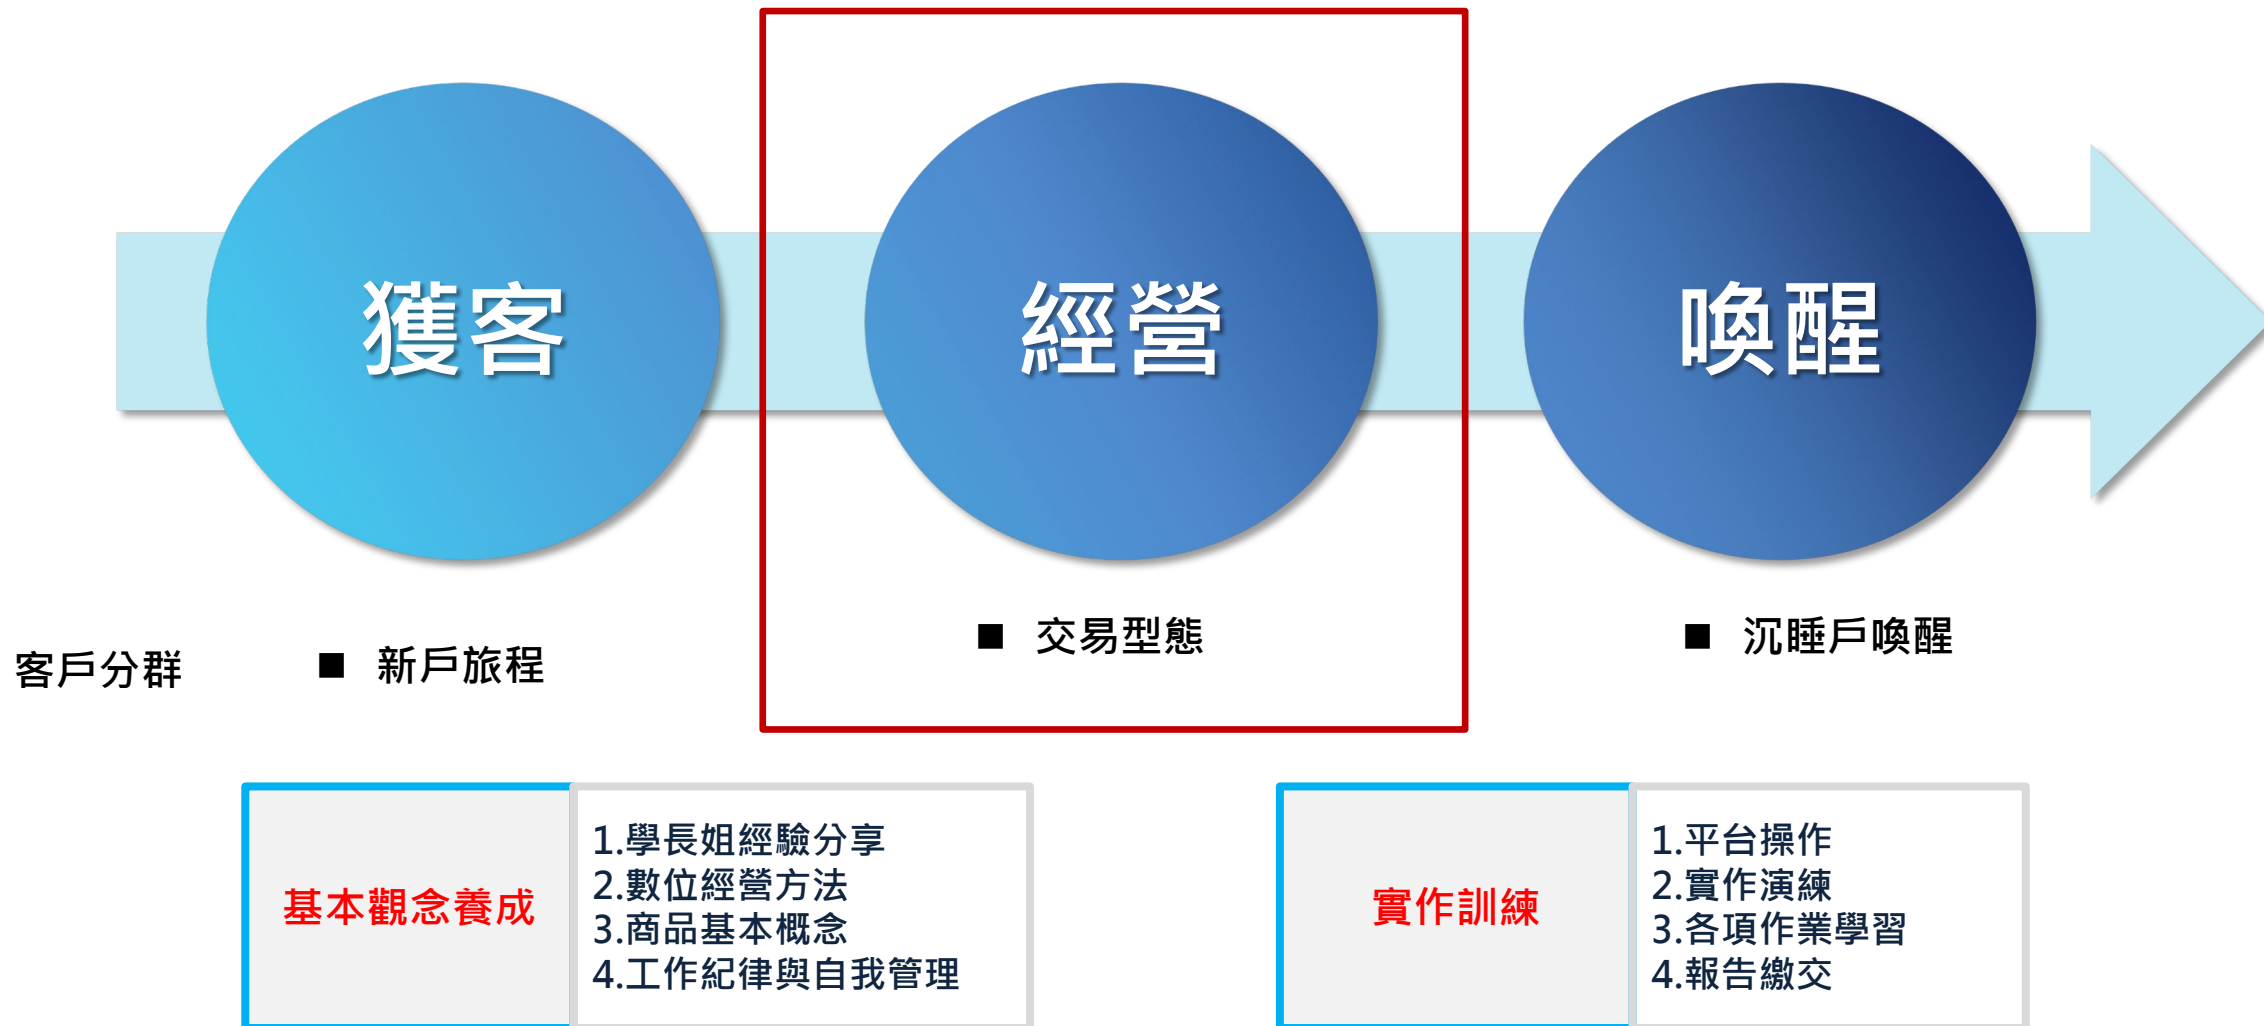 獲客
經營
喚醒
客戶分群
■ 新戶旅程
■ 交易型態
■ 沉睡戶喚醒
基本觀念養成
1.學長姐經驗分享
2.數位經營方法
3.商品基本概念
4.工作紀律與自我管理
實作訓練
1.平台操作
2.實作演練
3.各項作業學習
4.報告繳交